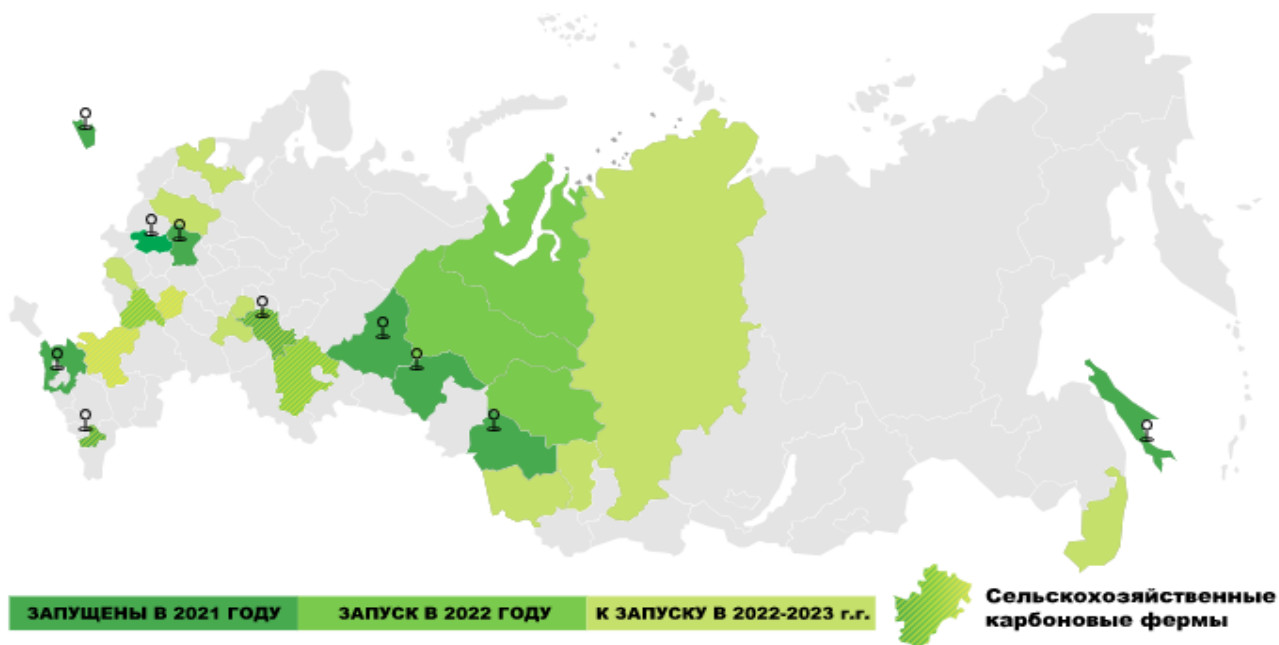 ЗАПУЩЕНЫ В 2021 ГОДУ
ЗАПУСК В 2022 ГОДУ
К ЗАПУСКУ В 2022-2023 г.г.
Сельскохозяйственные
карбоновые фермы